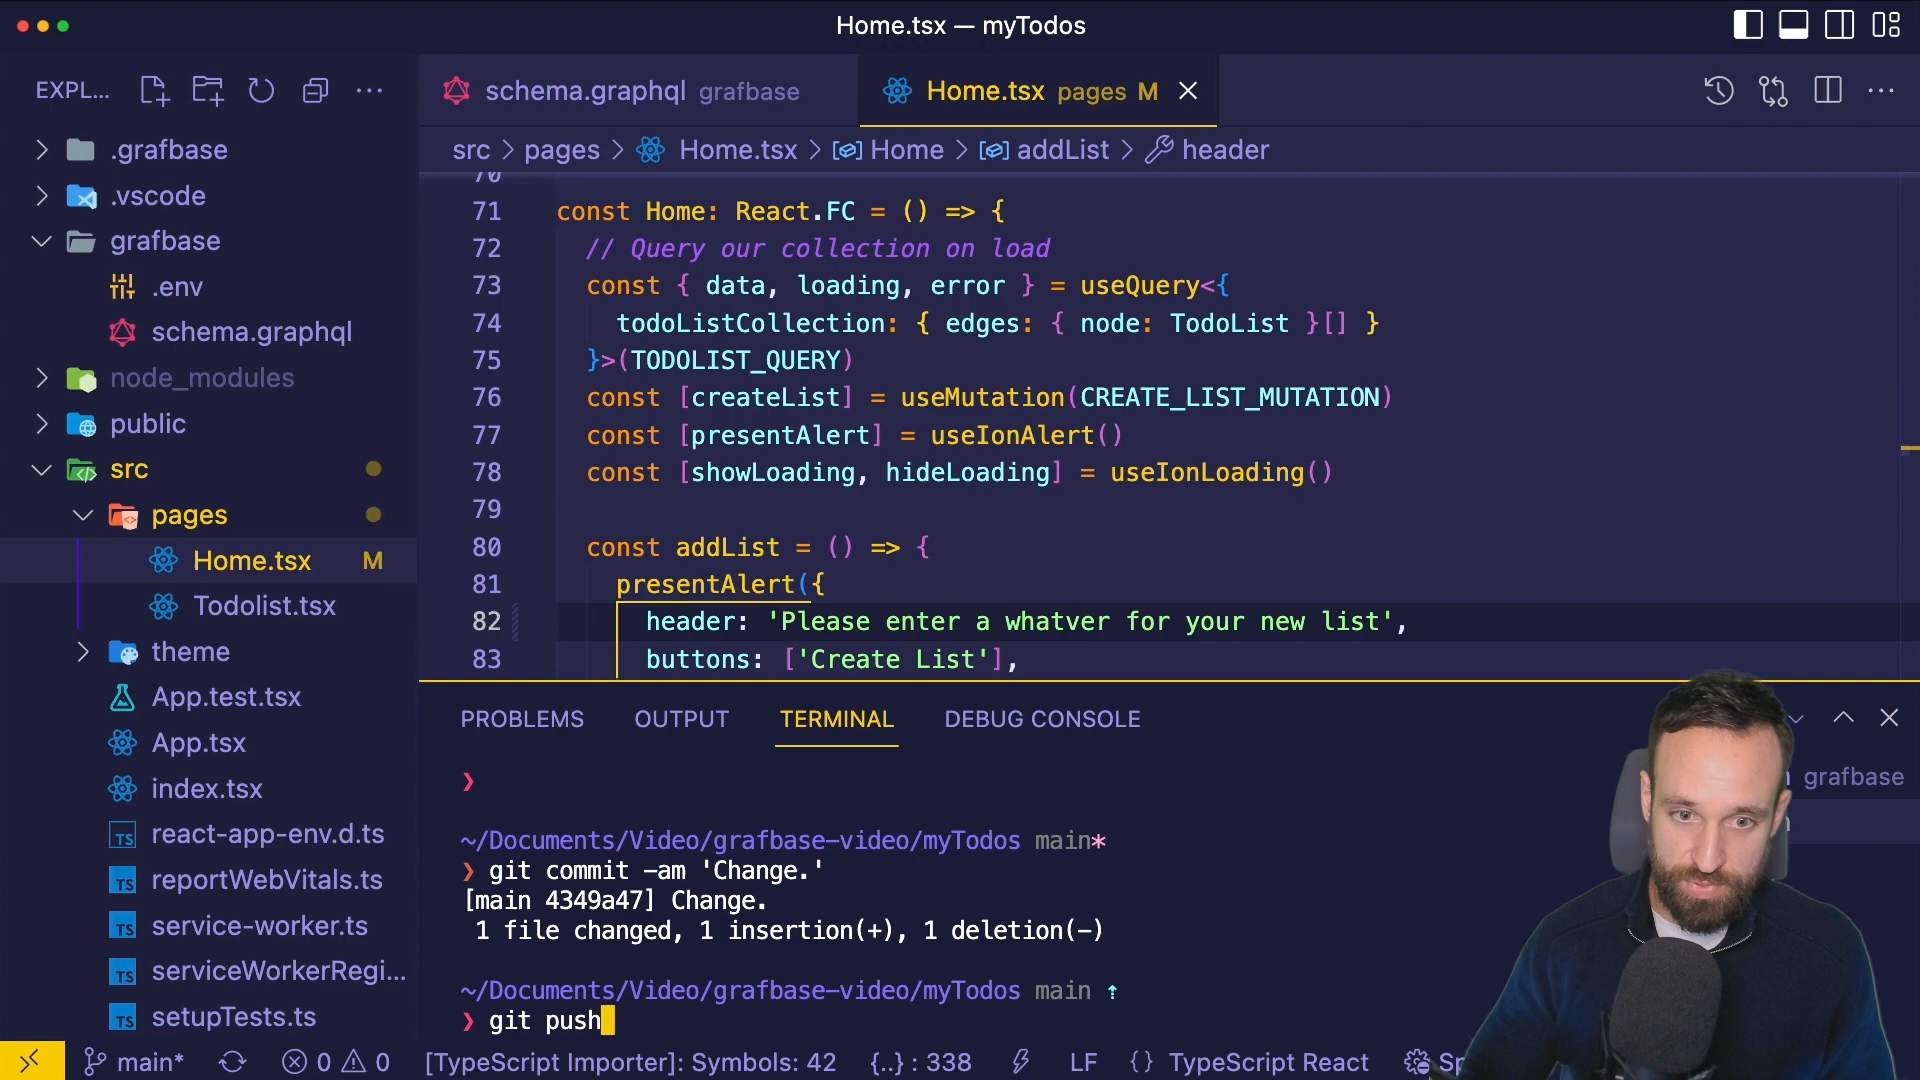 Home.tsx — myTodos
EXPL...
schema.graphql grafbase
Home.tsx pages M
src > pages > Home.tsx > Home > addList > header
.grafbase
.vscode
grafbase
.env
schema.graphql
node_modules
public
src
pages
Home.tsx M
Todolist.tsx
theme
App.test.tsx
App.tsx
index.tsx
react-app-env.d.ts
reportWebVitals.ts
service-worker.ts
serviceWorkerRegi...
setupTests.ts
70
71 const Home: React.FC = () => {
72 // Query our collection on load
73 const { data, loading, error } = useQuery<{
74 todoListCollection: { edges: { node: TodoList }[] }
75 }>(TODOLIST_QUERY)
76 const [createList] = useMutation(CREATE_LIST_MUTATION)
77 const [presentAlert] = useIonAlert()
78 const [showLoading, hideLoading] = useIonLoading()
79
80 const addList = () => {
81 presentAlert({
82 header: 'Please enter a whatver for your new list',
83 buttons: ['Create List'],
PROBLEMS OUTPUT TERMINAL DEBUG CONSOLE
grafbase
❯
~/Documents/Video/grafbase-video/myTodos main*
❯ git commit -am 'Change.'
[main 4349a47] Change.
1 file changed, 1 insertion(+), 1 deletion(-)
~/Documents/Video/grafbase-video/myTodos main ⇡
❯ git push
main* 0 0 [TypeScript Importer]: Symbols: 42 {..} : 338 LF {} TypeScript React